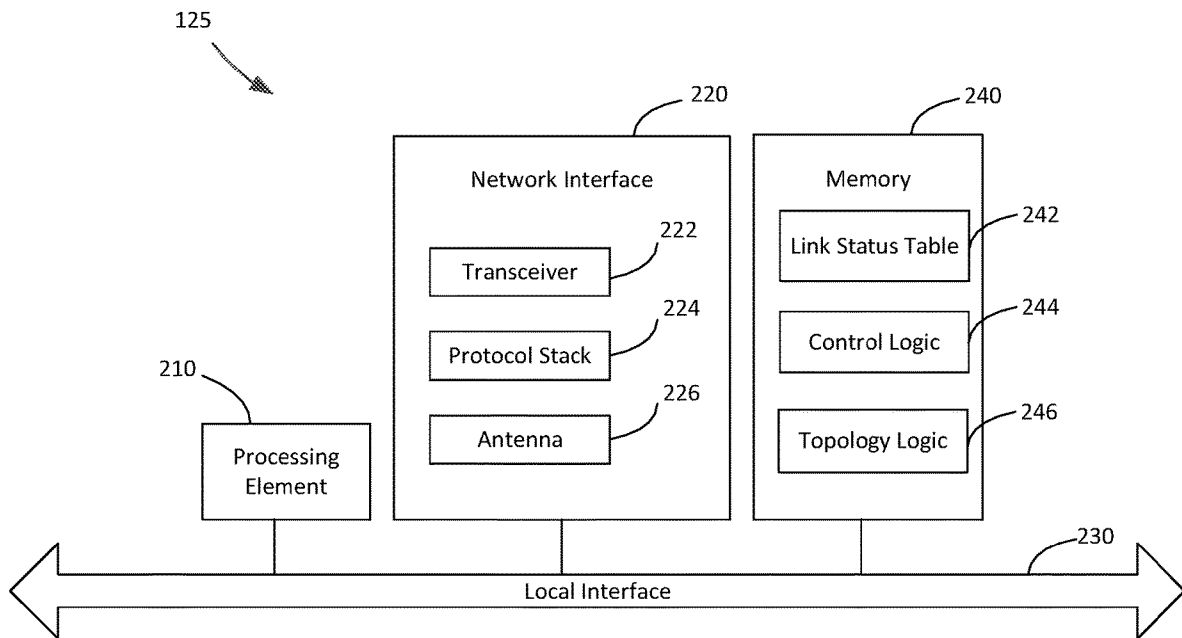 125
220
240
Network Interface
Memory
242
Link Status Table
222
Transceiver
224
244
Protocol Stack
Control Logic
210
226
246
Antenna
Topology Logic
Processing
Element
230
Local Interface